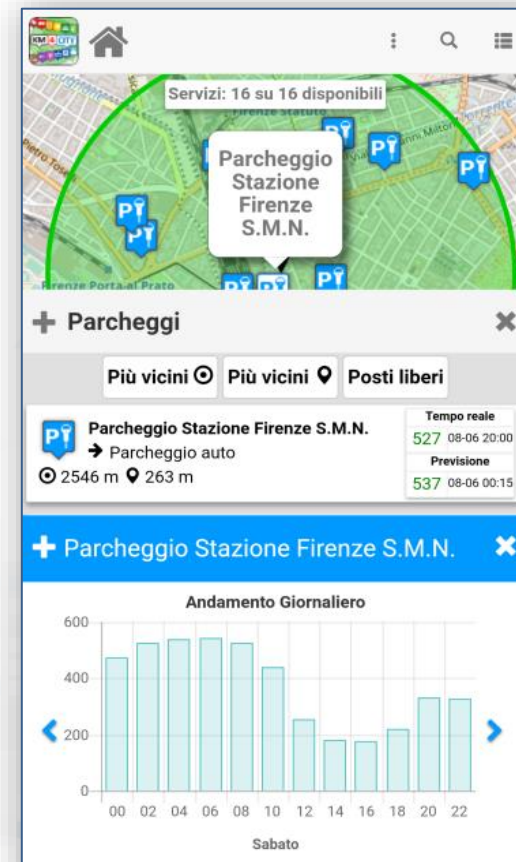 KM 4 CITY
Servizi: 16 su 16 disponibili
Firenze Statuto
Parcheggio
Stazione
Firenze
S.M.N.
Firenze Porta al Prato
Parcheggi
Più vicini
Più vicini
Posti liberi
Parcheggio Stazione Firenze S.M.N.
Parcheggio auto
2546 m 263 m
Tempo reale
527 08-06 20:00
Previsione
537 08-06 00:15
Parcheggio Stazione Firenze S.M.N.
Andamento Giornaliero
600
400
200
0
00 02 04 06 08 10 12 14 16 18 20 22
Sabato